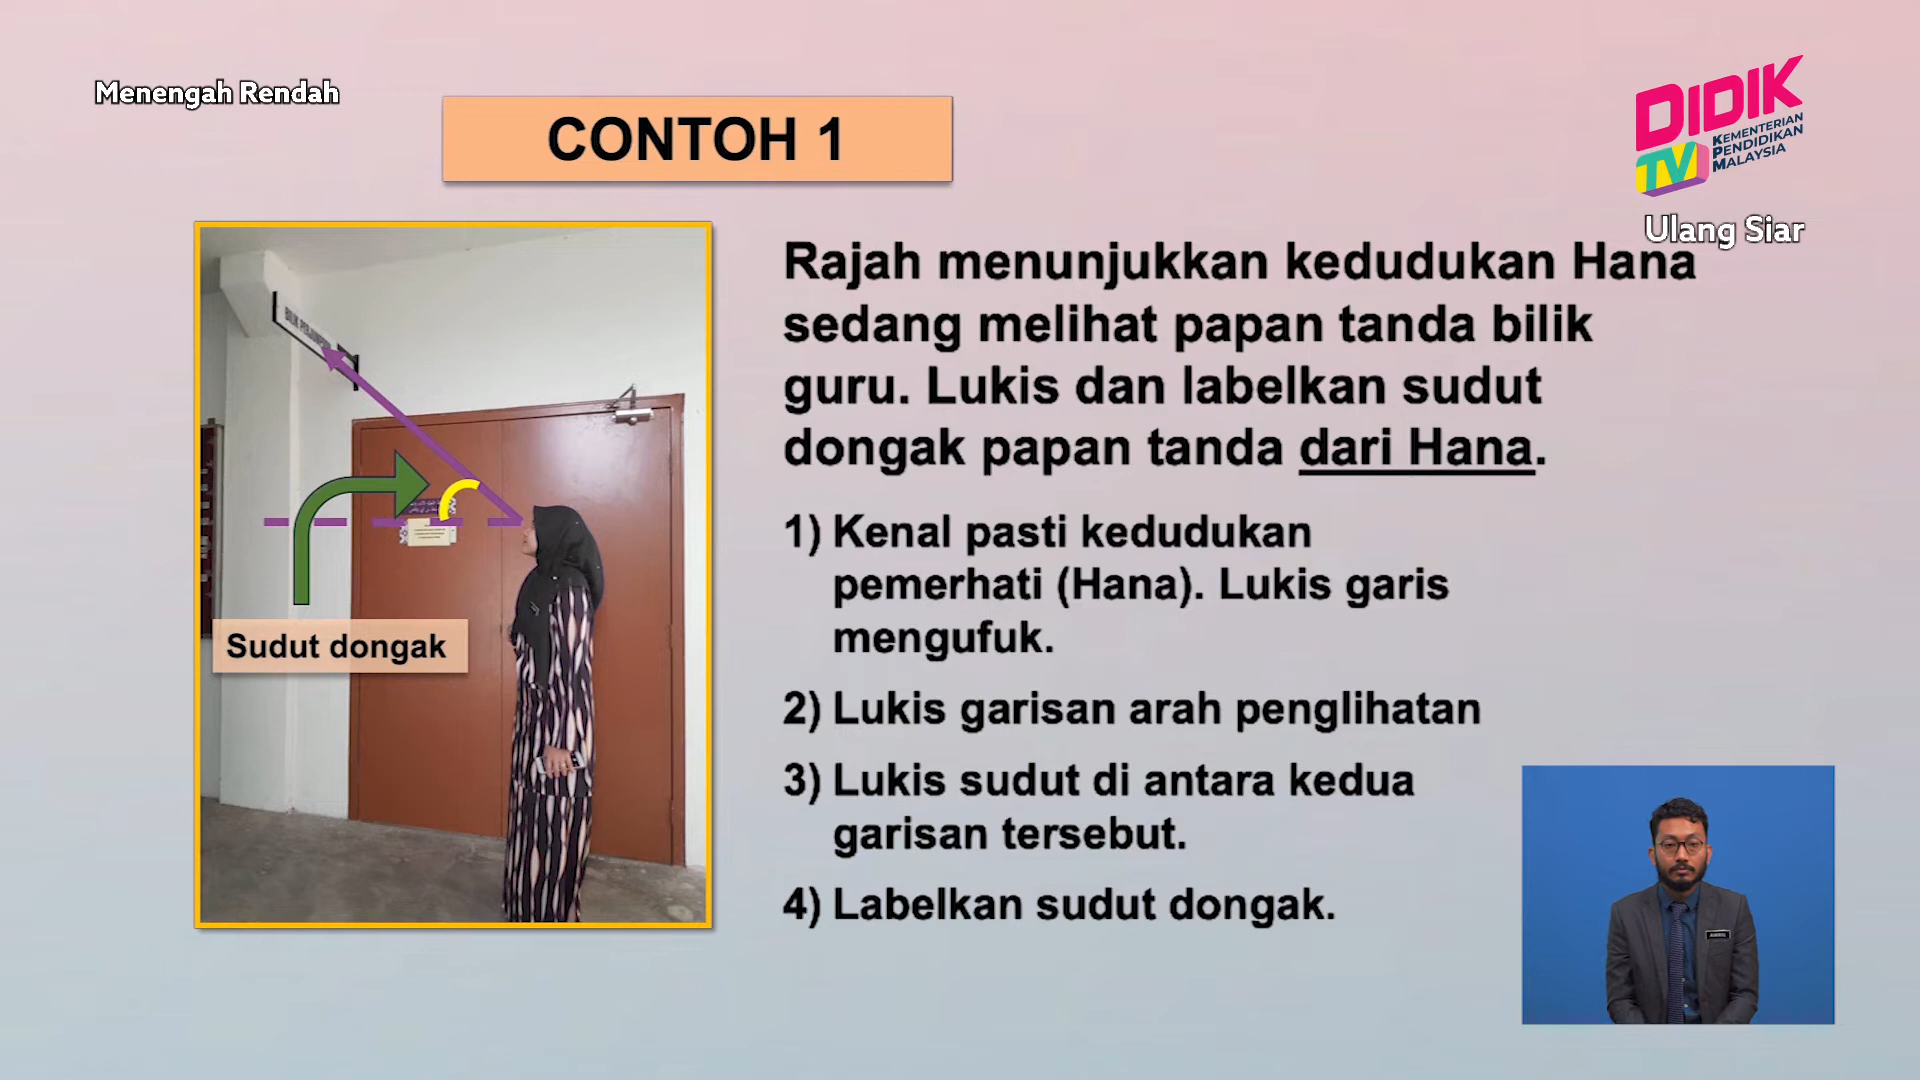 Menengah Rendah
CONTOH 1
DIDIK
TV
KEMENTERIAN
PENDIDIKAN
MALAYSIA
Ulang Siar
Rajah menunjukkan kedudukan Hana
sedang melihat papan tanda bilik
guru. Lukis dan labelkan sudut
dongak papan tanda dari Hana.
1) Kenal pasti kedudukan
pemerhati (Hana). Lukis garis
mengufuk.
2) Lukis garisan arah penglihatan
3) Lukis sudut di antara kedua
garisan tersebut.
4) Labelkan sudut dongak.
BILIK
Sudut dongak